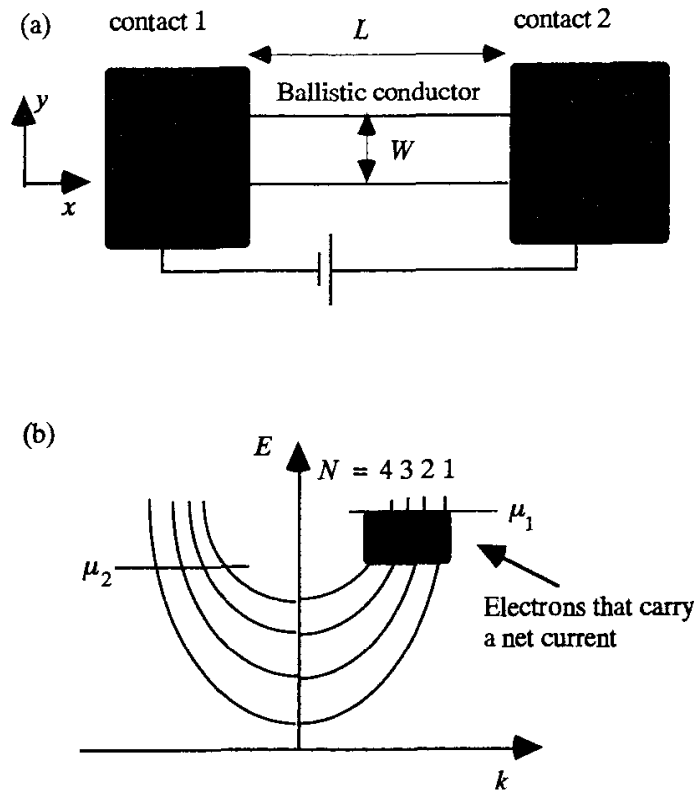 (a)
contact 1
L
contact 2
Ballistic conductor
y
W
x
(b)
E
N = 4 3 2 1
μ1
μ2
Electrons that carry
a net current
k